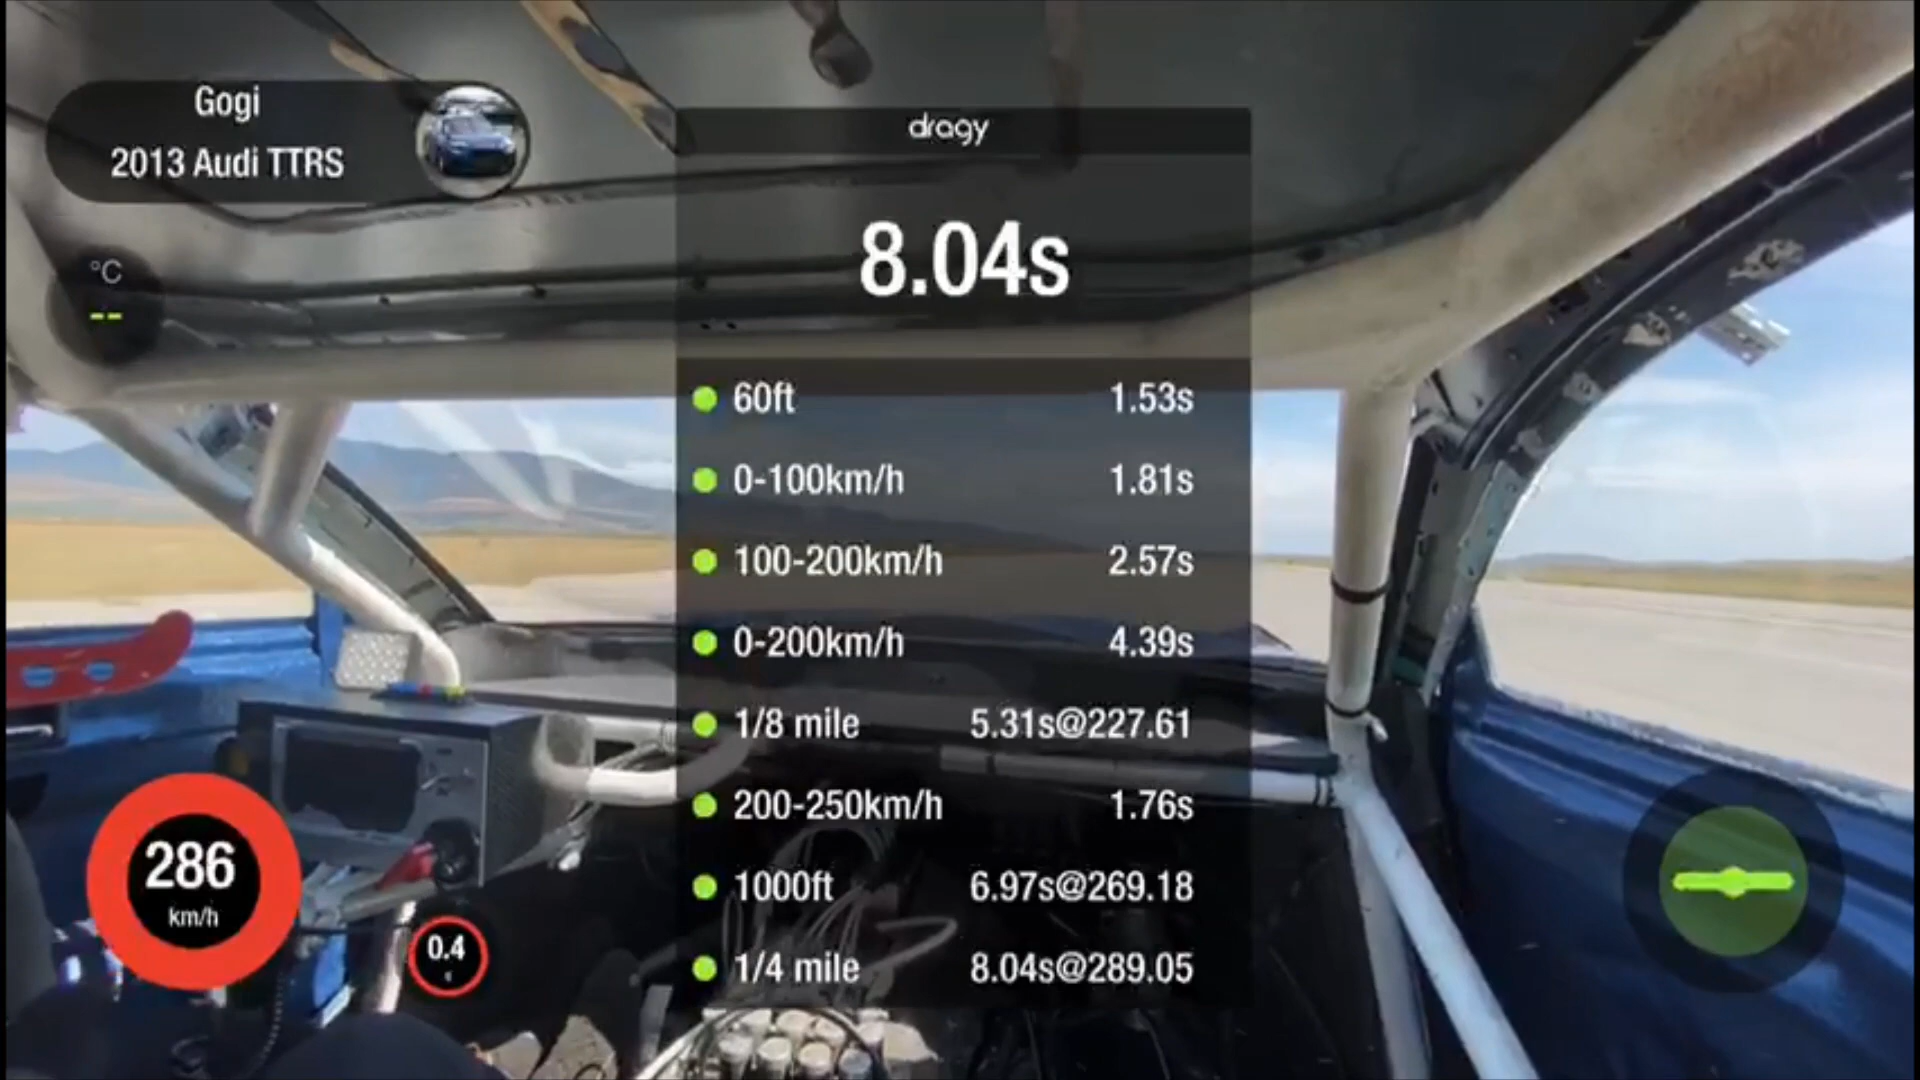 Gogi
2013 Audi TTRS
°C
--
dragy
8.04s
60ft 1.53s
0-100km/h 1.81s
100-200km/h 2.57s
0-200km/h 4.39s
1/8 mile 5.31s@227.61
200-250km/h 1.76s
1000ft 6.97s@269.18
1/4 mile 8.04s@289.05
286
km/h
0.4